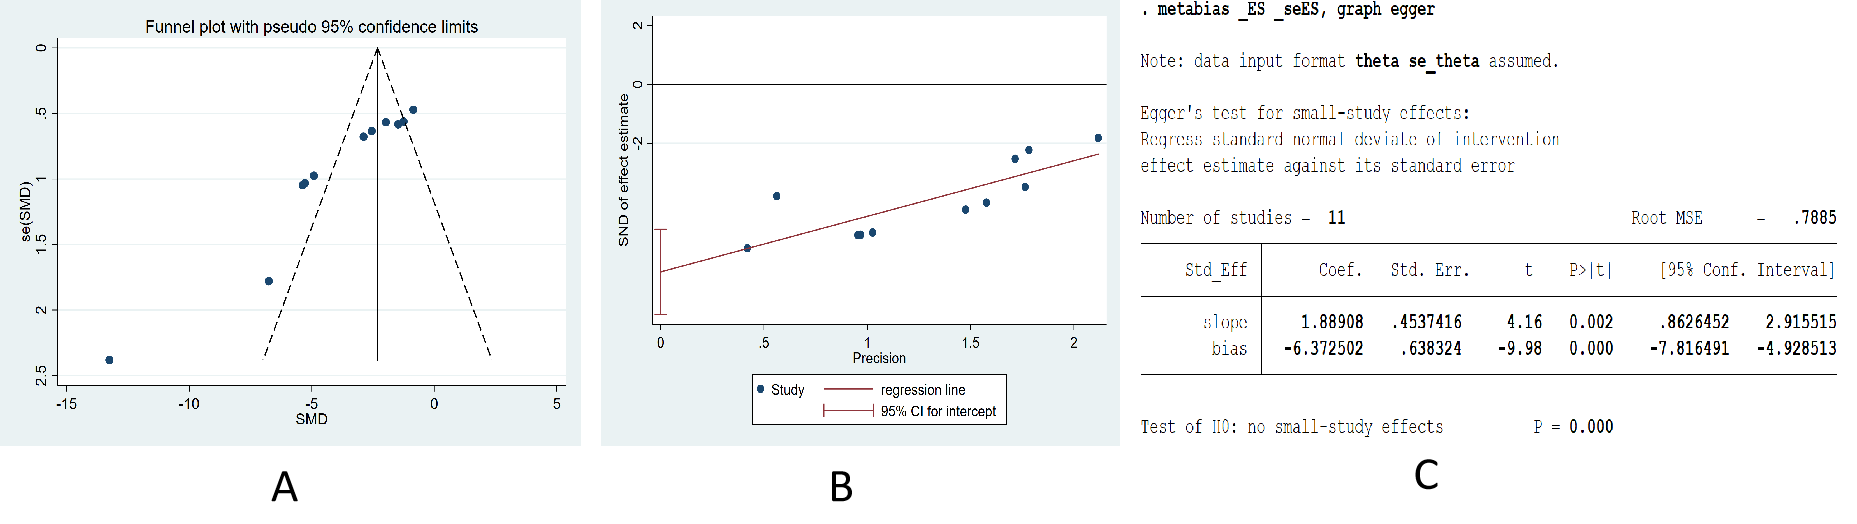 Funnel plot with pseudo 95% confidence limits
0
.5
1
1.5
2
2.5
se(SMD)
-15
-10
-5
0
5
SMD
A
2
0
-2
SND of effect estimate
0
.5
1
1.5
2
Precision
Study
regression line
95% CI for intercept
B
. metabias _ES _seES, graph egger
Note: data input format theta se_theta assumed.
Egger's test for small-study effects:
Regress standard normal deviate of intervention
effect estimate against its standard error
Number of studies = 11 Root MSE = .7885
Std_Eff Coef. Std. Err. t P>|t| [95% Conf. Interval]
slope 1.88908 .4537416 4.16 0.002 .8626452 2.915515
bias -6.372502 .638324 -9.98 0.000 -7.816491 -4.928513
Test of H0: no small-study effects P = 0.000
C